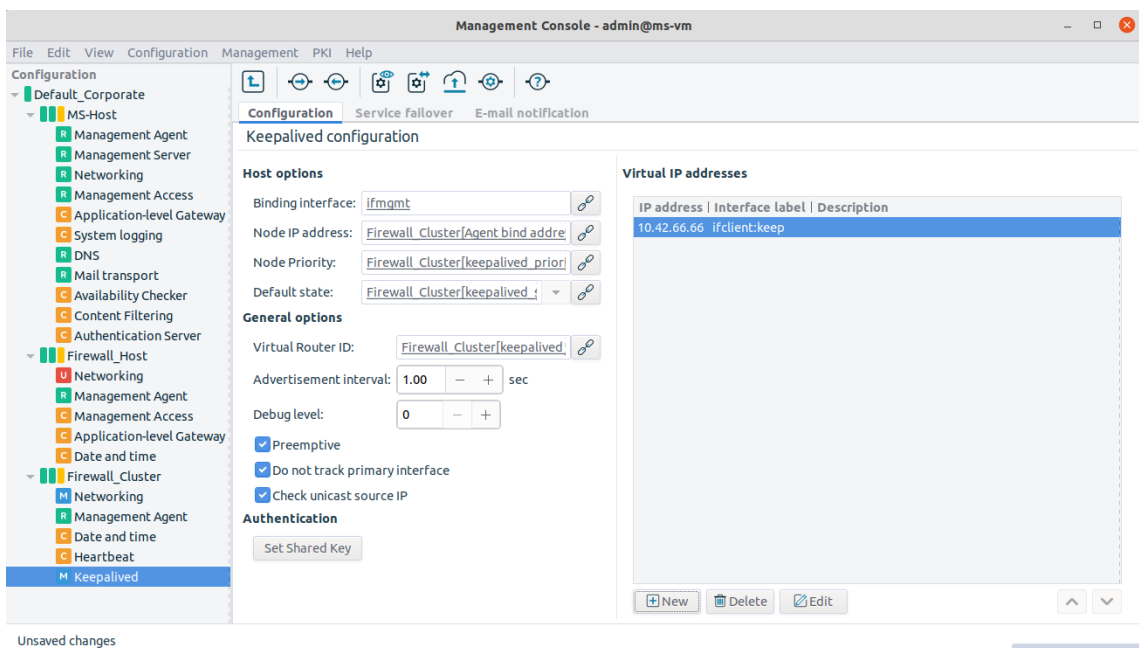 Management Console - admin@ms-vm
File Edit View Configuration Management PKI Help
Configuration
Default_Corporate
MS-Host
R Management Agent
R Management Server
R Networking
R Management Access
C Application-level Gateway
C System logging
R DNS
R Mail transport
C Availability Checker
C Content Filtering
C Authentication Server
Firewall_Host
U Networking
R Management Agent
C Management Access
C Application-level Gateway
C Date and time
Firewall_Cluster
M Networking
R Management Agent
C Date and time
C Heartbeat
M Keepalived
Configuration Service failover E-mail notification
Keepalived configuration
Host options
Binding interface: ifmgmt
Node IP address: Firewall_Cluster[Agent bind addre
Node Priority: Firewall_Cluster[keepalived_priori
Default state: Firewall_Cluster[keepalived_s
General options
Virtual Router ID: Firewall_Cluster[keepalived_
Advertisement interval: 1.00 − + sec
Debug level: 0 − +
Preemptive
Do not track primary interface
Check unicast source IP
Authentication
Set Shared Key
Virtual IP addresses
IP address | Interface label | Description
10.42.66.66 ifclient:keep
New Delete Edit
Unsaved changes